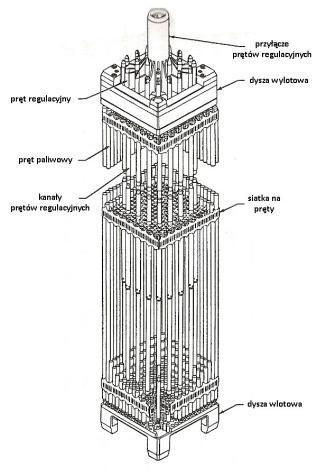 przyłącze
prętów regulacyjnych
dysza wylotowa
pręt regulacyjny
pręt paliwowy
kanały
prętów regulacyjnych
siatka na
pręty
dysza wlotowa